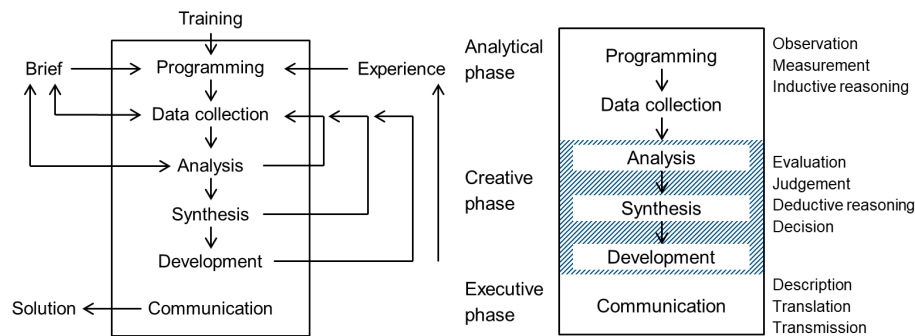 Training
Brief
Programming
Experience
Data collection
Analysis
Synthesis
Development
Solution
Communication
Analytical
phase
Programming
Data collection
Observation
Measurement
Inductive reasoning
Creative
phase
Analysis
Synthesis
Development
Evaluation
Judgement
Deductive reasoning
Decision
Executive
phase
Communication
Description
Translation
Transmission